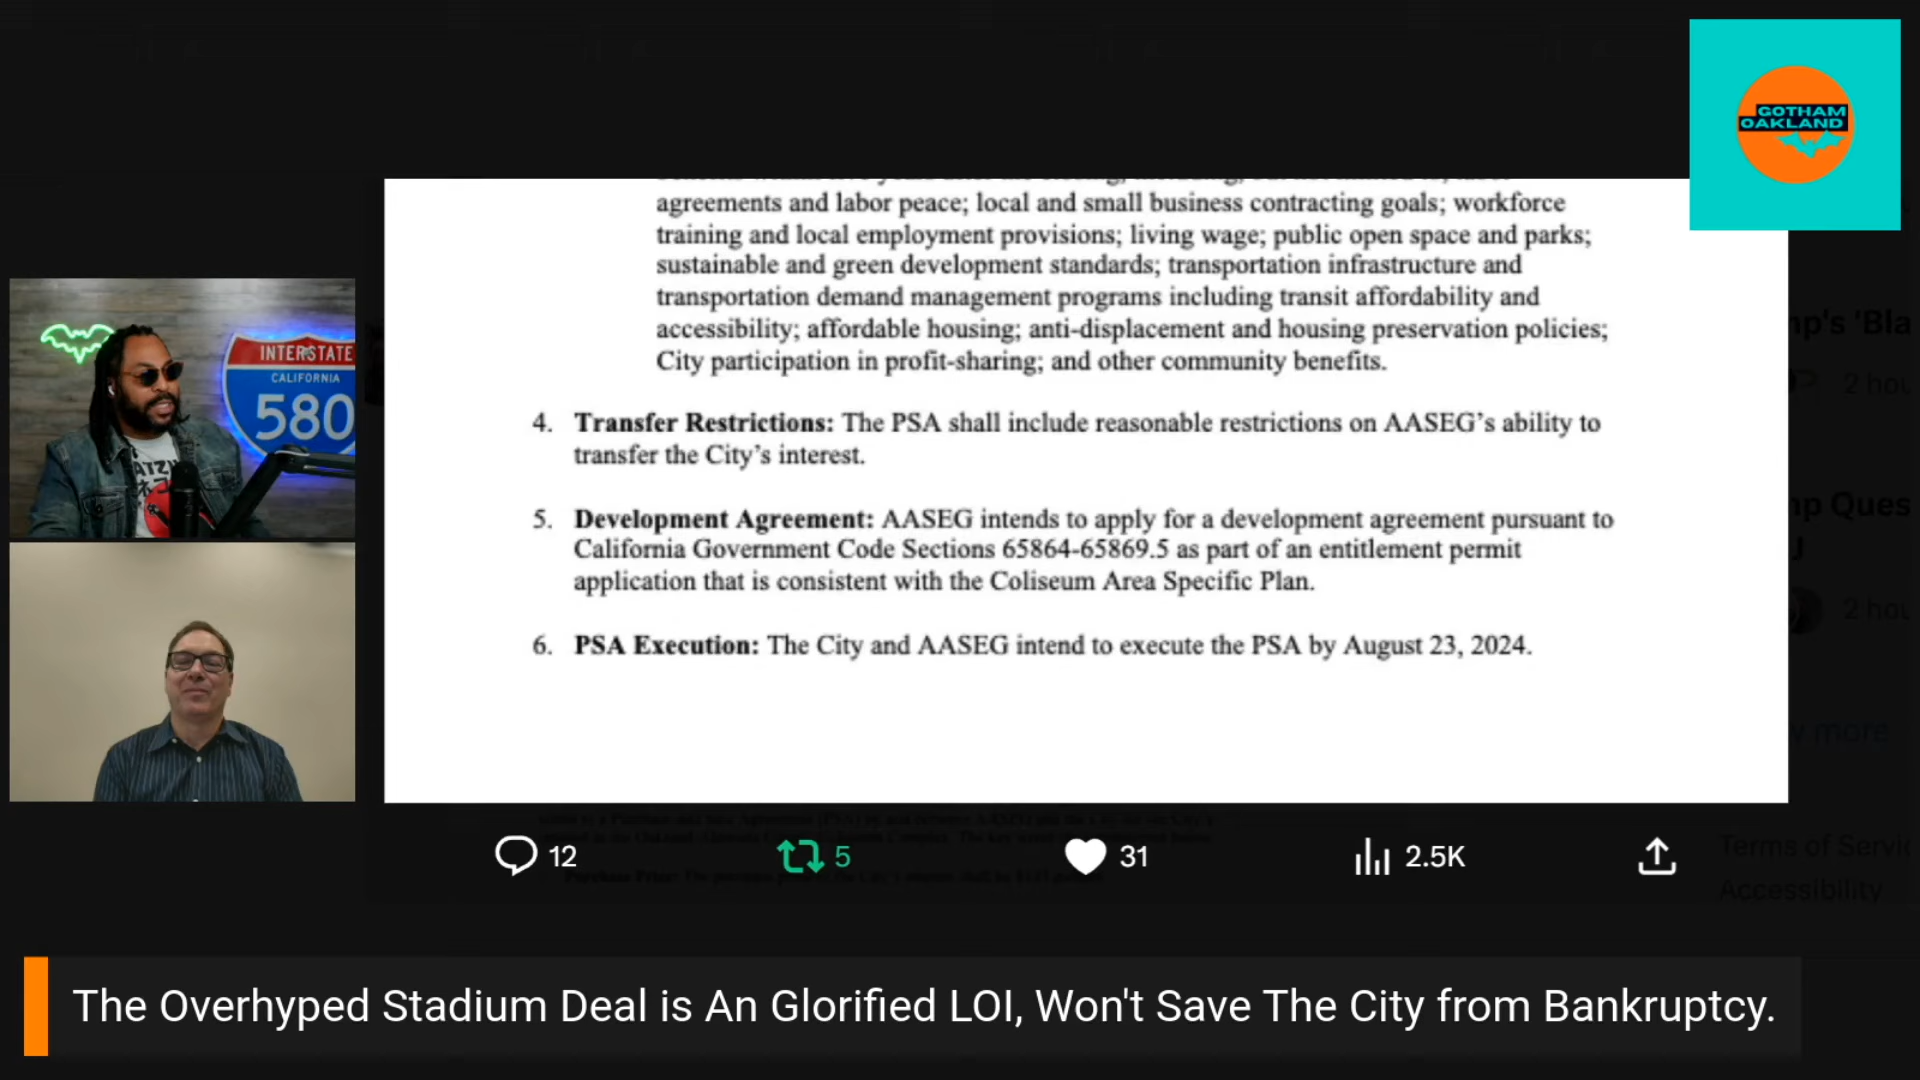 GOTHAM
OAKLAND
agreements and labor peace; local and small business contracting goals; workforce
training and local employment provisions; living wage; public open space and parks;
sustainable and green development standards; transportation infrastructure and
transportation demand management programs including transit affordability and
accessibility; affordable housing; anti-displacement and housing preservation policies;
City participation in profit-sharing; and other community benefits.
4. Transfer Restrictions: The PSA shall include reasonable restrictions on AASEG's ability to
transfer the City's interest.
5. Development Agreement: AASEG intends to apply for a development agreement pursuant to
California Government Code Sections 65864-65869.5 as part of an entitlement permit
application that is consistent with the Coliseum Area Specific Plan.
6. PSA Execution: The City and AASEG intend to execute the PSA by August 23, 2024.
INTERSTATE
CALIFORNIA
580
12
5
31
2.5K
Terms of Servic
Accessibility
The Overhyped Stadium Deal is An Glorified LOI, Won't Save The City from Bankruptcy.